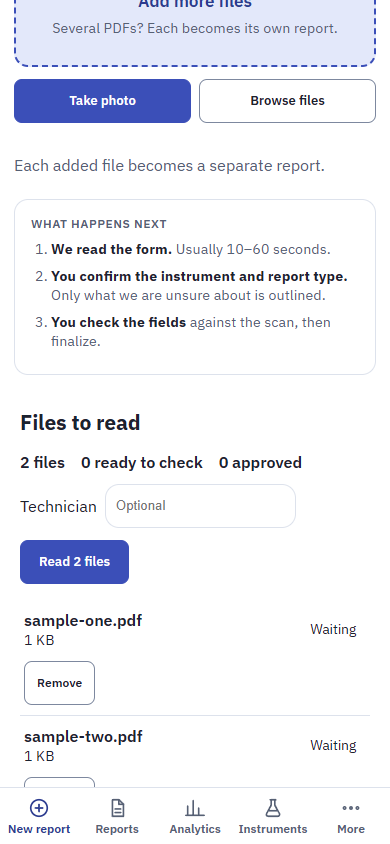 Add more files
Several PDFs? Each becomes its own report.
Take photo
Browse files
Each added file becomes a separate report.
WHAT HAPPENS NEXT
1. We read the form. Usually 10–60 seconds.
2. You confirm the instrument and report type.
Only what we are unsure about is outlined.
3. You check the fields against the scan, then
finalize.
Files to read
2 files 0 ready to check 0 approved
Technician Optional
Read 2 files
sample-one.pdf
1 KB
Waiting
Remove
sample-two.pdf
1 KB
Waiting
New report
Reports
Analytics
Instruments
More